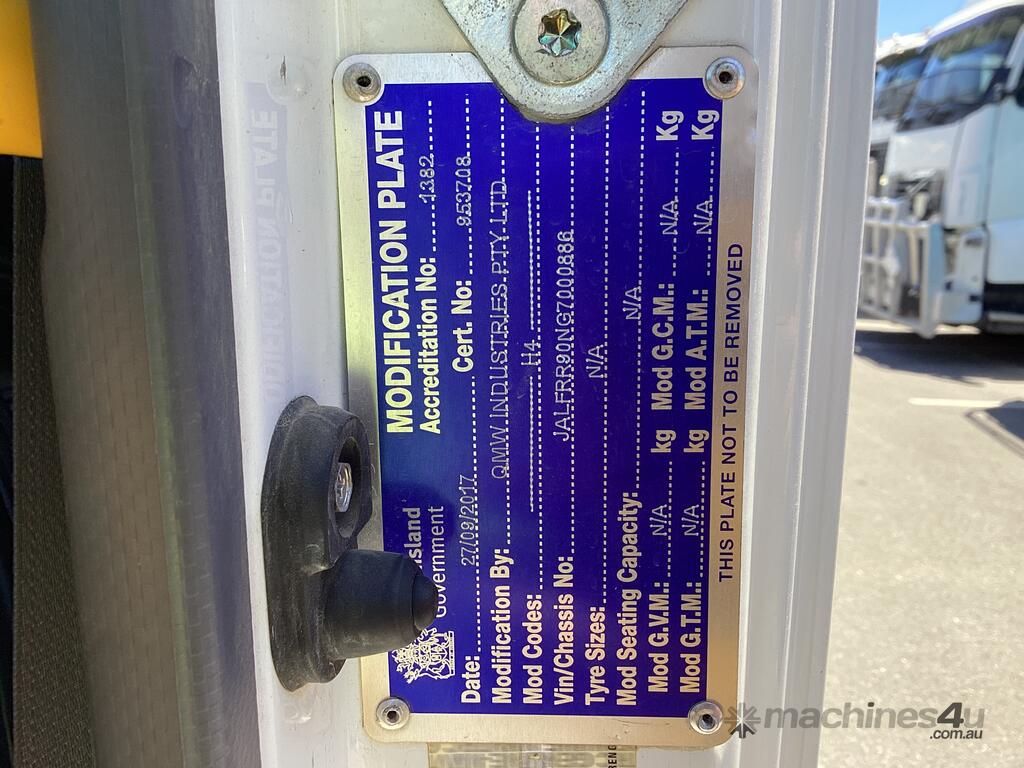 MODIFICATION PLATE
Accreditation No: 1382
nsland
Government
Date: 27/09/2017 Cert. No: 953708
Modification By: QMW INDUSTRIES PTY LTD
Mod Codes: H4
Vin/Chassis No: JALFRR90NG7000886
Tyre Sizes: N/A
Mod Seating Capacity: N/A
Mod G.V.M.: N/A kg Mod G.C.M.: N/A Kg
Mod G.T.M.: N/A kg Mod A.T.M.: N/A Kg
THIS PLATE NOT TO BE REMOVED
machines4u
.com.au